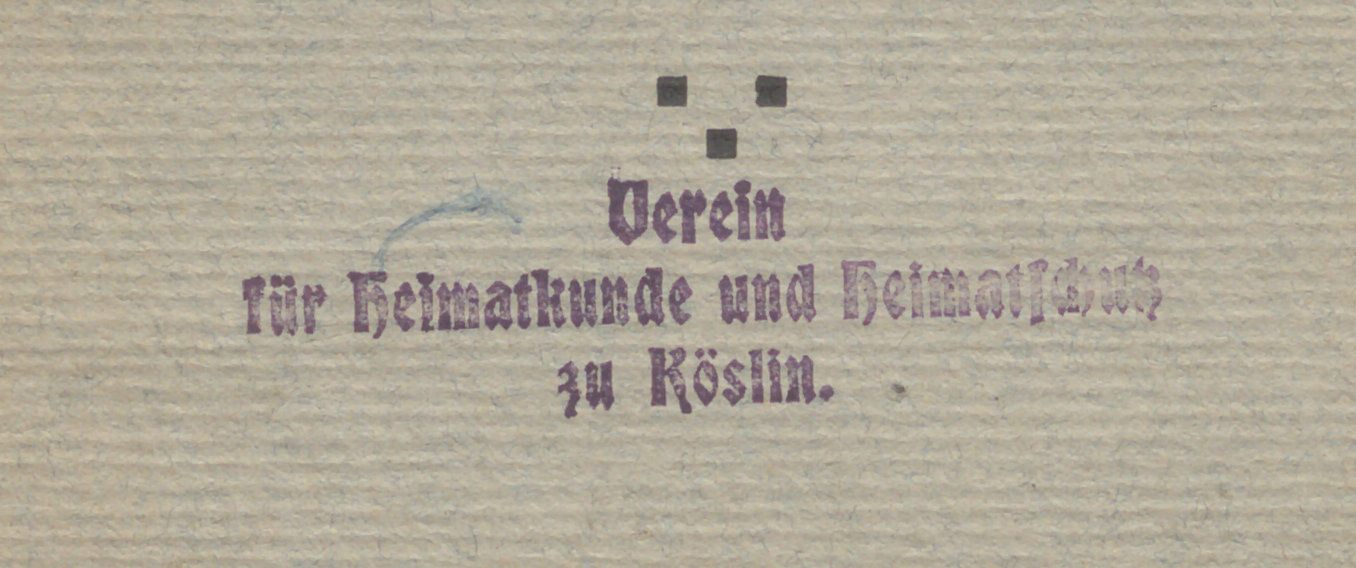 Verein
für Heimatkunde und Heimatschutz
zu Köslin.